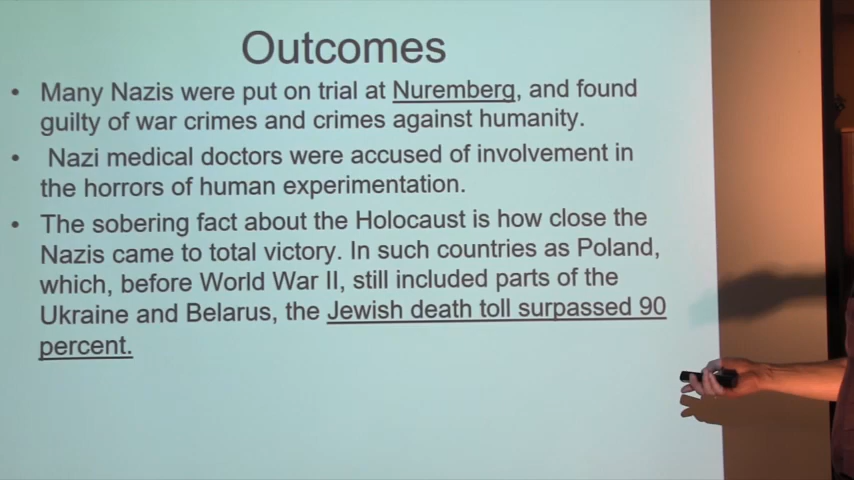 Outcomes
• Many Nazis were put on trial at Nuremberg, and found
guilty of war crimes and crimes against humanity.
• Nazi medical doctors were accused of involvement in
the horrors of human experimentation.
• The sobering fact about the Holocaust is how close the
Nazis came to total victory. In such countries as Poland,
which, before World War II, still included parts of the
Ukraine and Belarus, the Jewish death toll surpassed 90
percent.